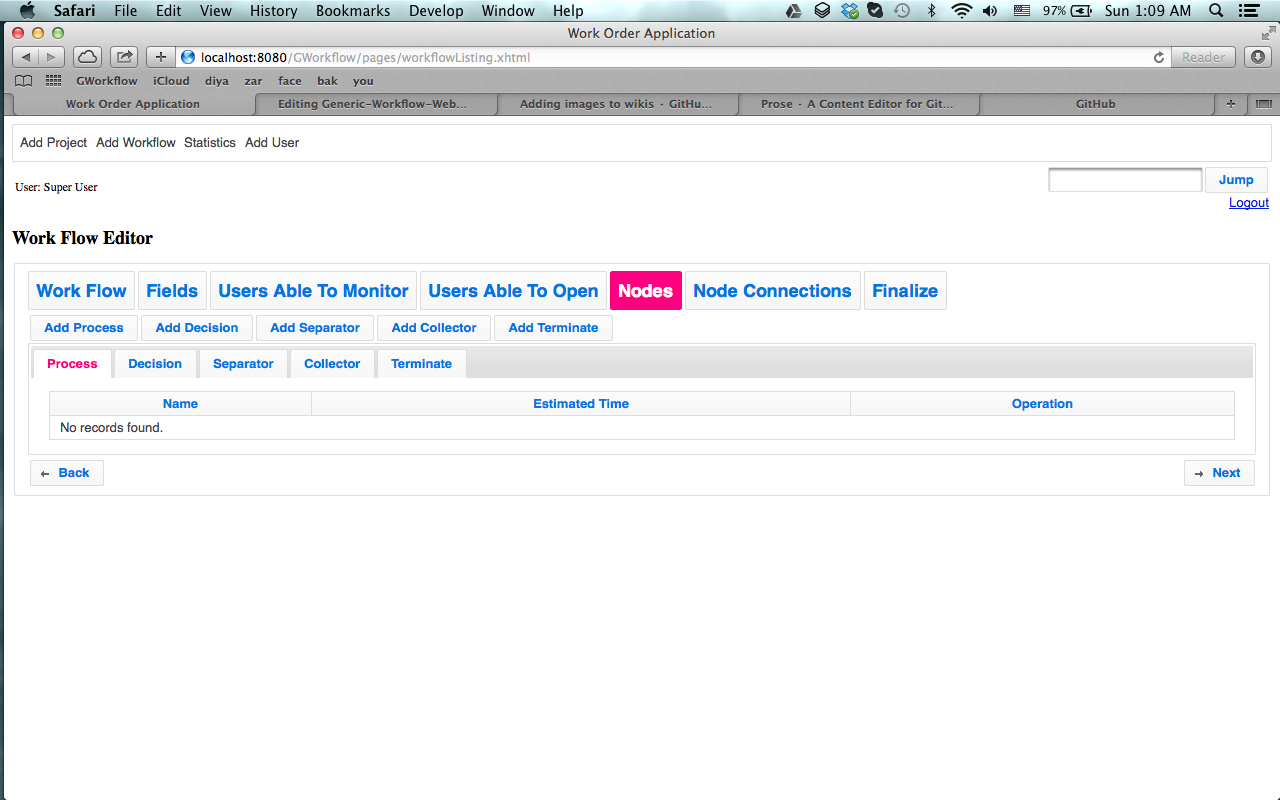 Safari File Edit View History Bookmarks Develop Window Help 97% Sun 1:09 AM
Work Order Application
localhost:8080/GWorkflow/pages/workflowListing.xhtml Reader
GWorkflow iCloud diya zar face bak you
Work Order Application Editing Generic-Workflow-Web... Adding images to wikis · GitHu... Prose · A Content Editor for Git... GitHub
Add Project Add Workflow Statistics Add User
User: Super User Jump
Logout
Work Flow Editor
Work Flow Fields Users Able To Monitor Users Able To Open Nodes Node Connections Finalize
Add Process Add Decision Add Separator Add Collector Add Terminate
Process Decision Separator Collector Terminate
Name Estimated Time Operation
No records found.
← Back → Next